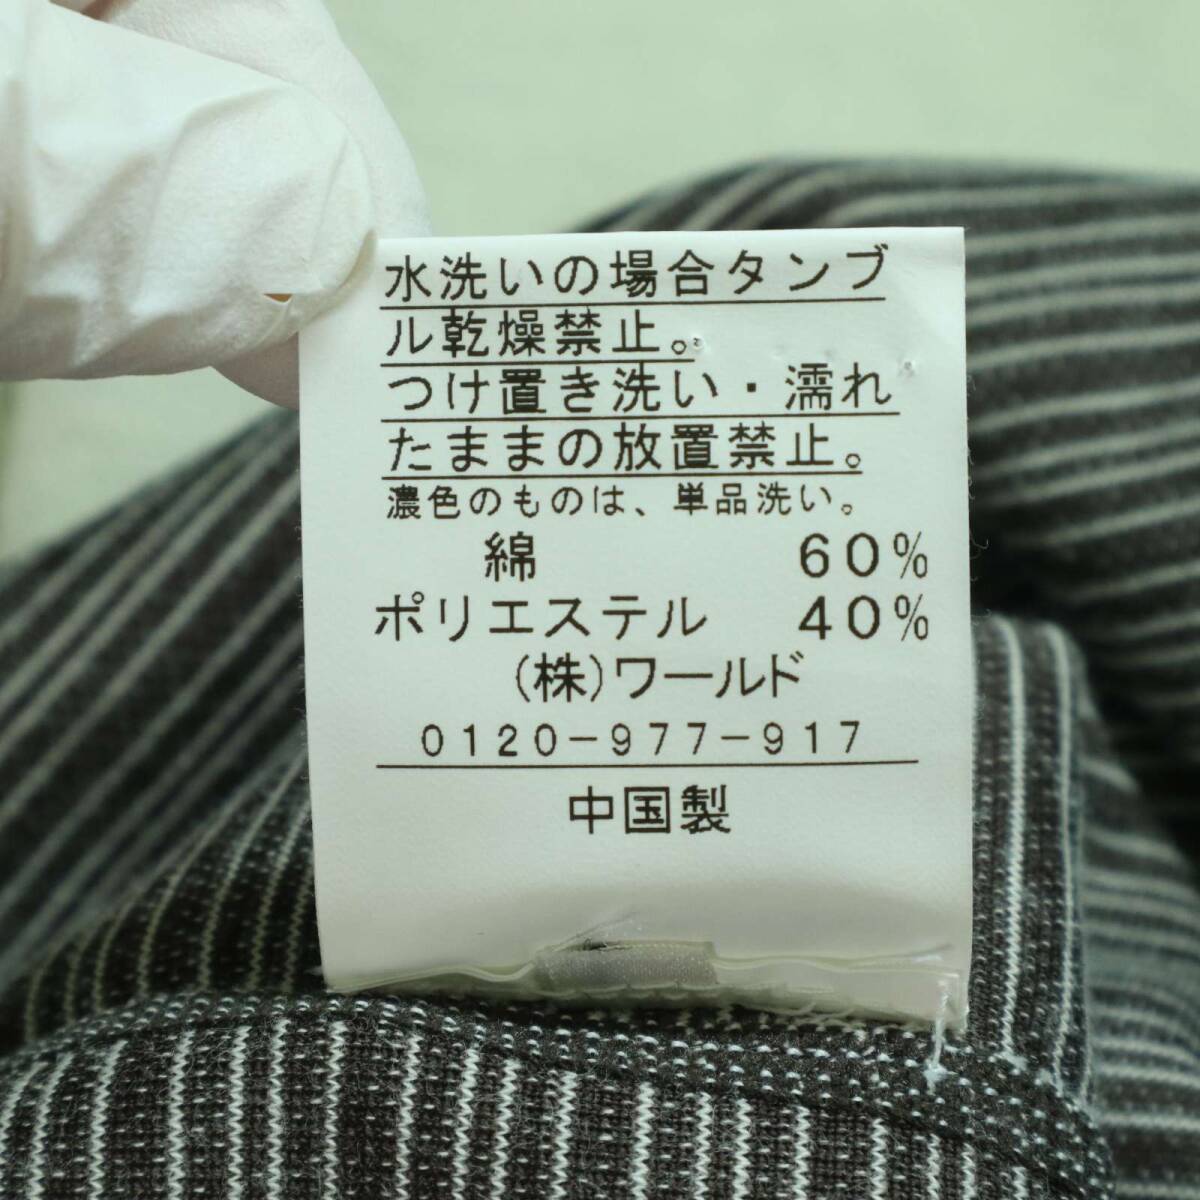 水洗いの場合タンブ
ル乾燥禁止。
つけ置き洗い・濡れ
たままの放置禁止。
濃色のものは、単品洗い。
綿 60%
ポリエステル 40%
(株)ワールド
0120-977-917
中国製